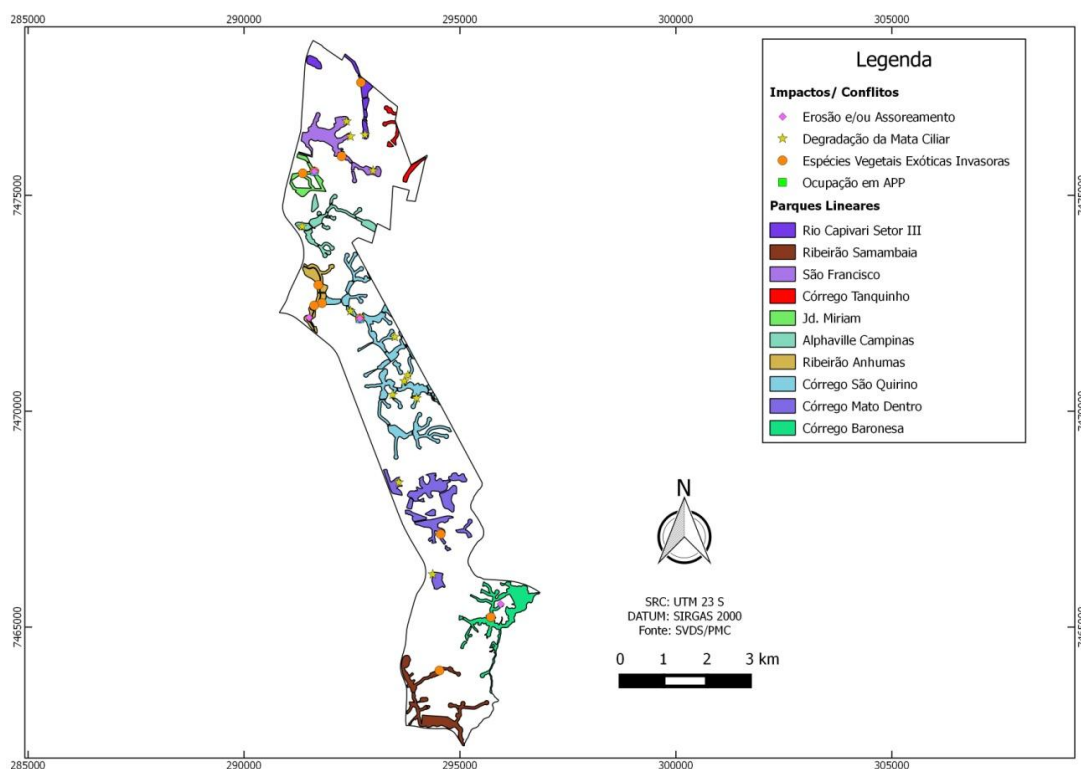 285000
290000
295000
300000
305000
Legenda
Impactos/ Conflitos
Erosão e/ou Assoreamento
Degradação da Mata Ciliar
Espécies Vegetais Exóticas Invasoras
Ocupação em APP
Parques Lineares
Rio Capivari Setor III
Ribeirão Samambaia
São Francisco
Córrego Tanquinho
Jd. Miriam
Alphaville Campinas
Ribeirão Anhumas
Córrego São Quirino
Córrego Mato Dentro
Córrego Baronesa
7475000
7475000
7470000
7470000
N
SRC: UTM 23 S
DATUM: SIRGAS 2000
Fonte: SVDS/PMC
7465000
7465000
0 1 2 3 km
285000
290000
295000
300000
305000